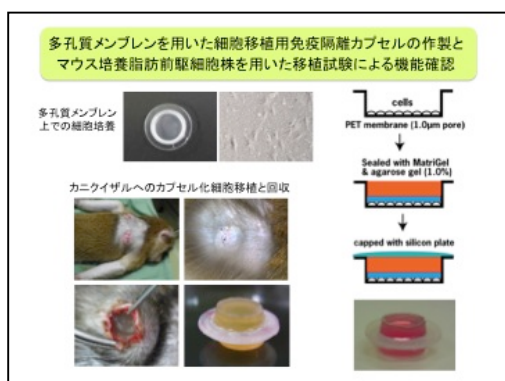 多孔質メンブレンを用いた細胞移植用免疫隔離カプセルの作製と
マウス培養脂肪前駆細胞株を用いた移植試験による機能確認
多孔質メンブレン
上での細胞培養
カニクイザルへのカプセル化細胞移植と回収
cells
PET membrane (1.0μm pore)
Sealed with MatriGel
& agarose gel (1.0%)
capped with silicon plate